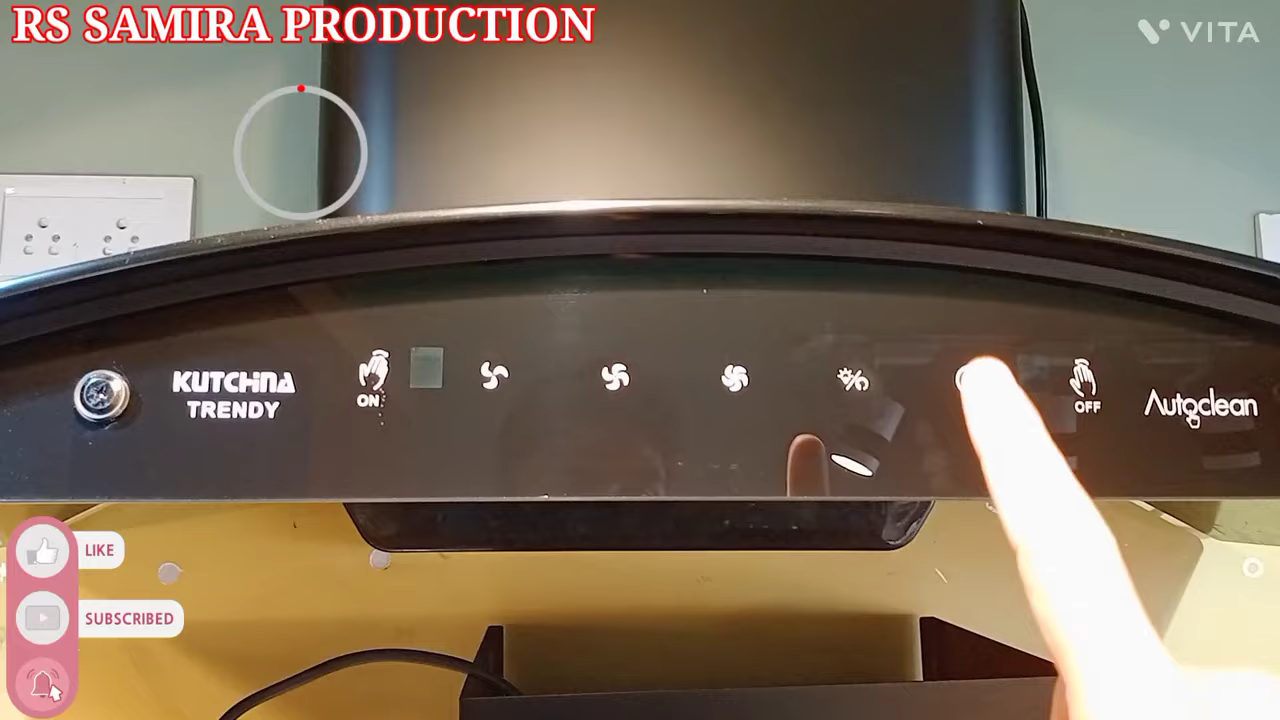 RS SAMIRA PRODUCTION
VITA
KUTCHINA
TRENDY
ON
OFF
Autoclean
LIKE
SUBSCRIBED